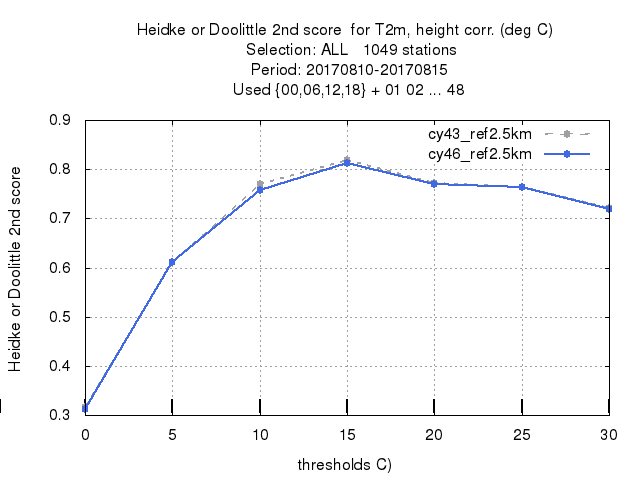 Heidke or Doolittle 2nd score  for T2m, height corr. (deg C)
Selection: ALL   1049 stations
Period: 20170810-20170815
Used {00,06,12,18} + 01 02 ... 48
cy43_ref2.5km
cy46_ref2.5km
Heidke or Doolittle 2nd score
0.9
0.8
0.7
0.6
0.5
0.4
0.3
0 5 10 15 20 25 30
thresholds C)